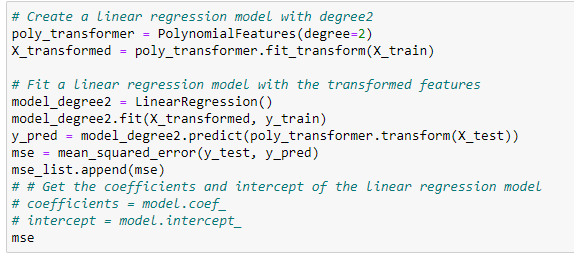 # Create a linear regression model with degree2
poly_transformer = PolynomialFeatures(degree=2)
X_transformed = poly_transformer.fit_transform(X_train)
# Fit a linear regression model with the transformed features
model_degree2 = LinearRegression()
model_degree2.fit(X_transformed, y_train)
y_pred = model_degree2.predict(poly_transformer.transform(X_test))
mse = mean_squared_error(y_test, y_pred)
mse_list.append(mse)
# # Get the coefficients and intercept of the linear regression model
# coefficients = model.coef_
# intercept = model.intercept_
mse